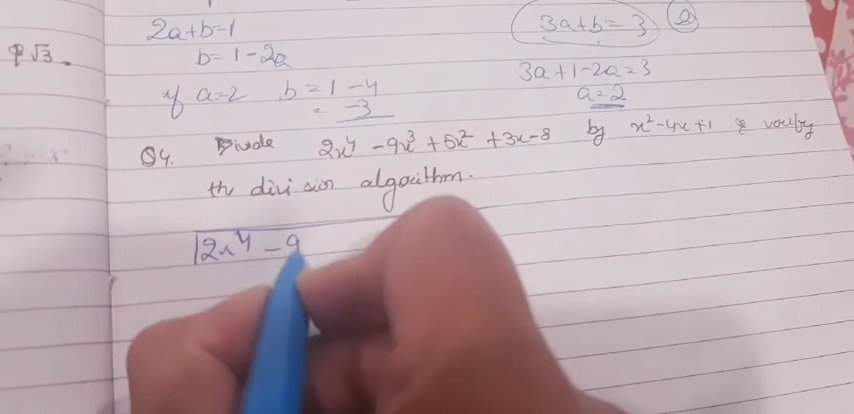 2a+b=1
3a+b=3 ②
φ√3.
b=1-2a
3a+1-2a=3
if a=2 b=1-4
a=2
= -3
Q4. Divide 2x⁴ -9x³ +5x² +3x-8 by x²-4x+1 & verify
the division algorithm.
2x⁴ -9